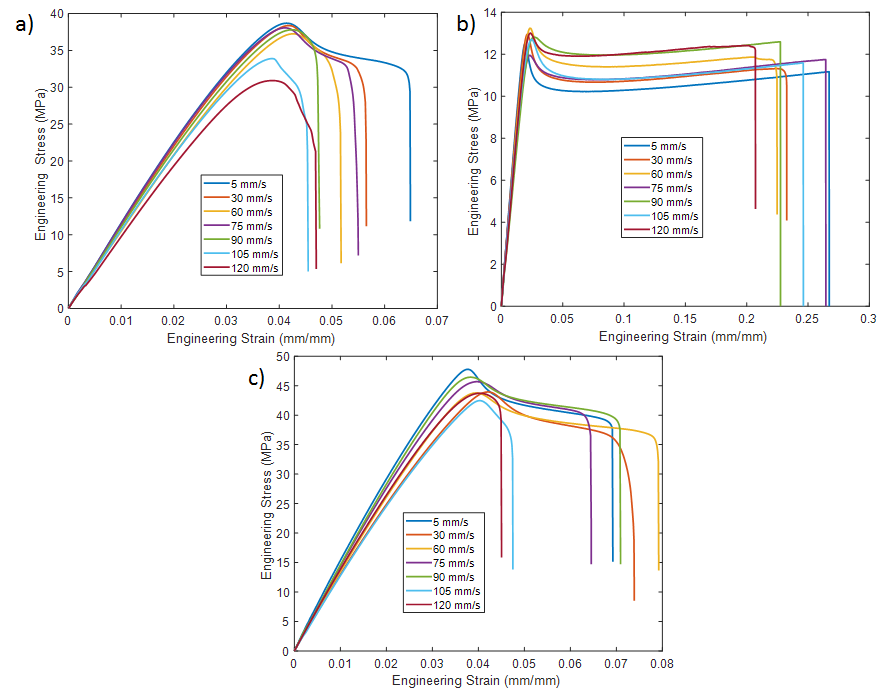 a)
40
35
30
25
20
15
10
5
0
Engineering Stress (MPa)
0
0.01
0.02
0.03
0.04
0.05
0.06
0.07
Engineering Strain (mm/mm)
5 mm/s
30 mm/s
60 mm/s
75 mm/s
90 mm/s
105 mm/s
120 mm/s
b)
14
12
10
8
6
4
2
0
Engineering Stress (MPa)
0
0.05
0.1
0.15
0.2
0.25
0.3
Engineering Strain (mm/mm)
5 mm/s
30 mm/s
60 mm/s
75 mm/s
90 mm/s
105 mm/s
120 mm/s
c)
50
45
40
35
30
25
20
15
10
5
0
Engineering Stress (MPa)
0
0.01
0.02
0.03
0.04
0.05
0.06
0.07
0.08
Engineering Strain (mm/mm)
5 mm/s
30 mm/s
60 mm/s
75 mm/s
90 mm/s
105 mm/s
120 mm/s